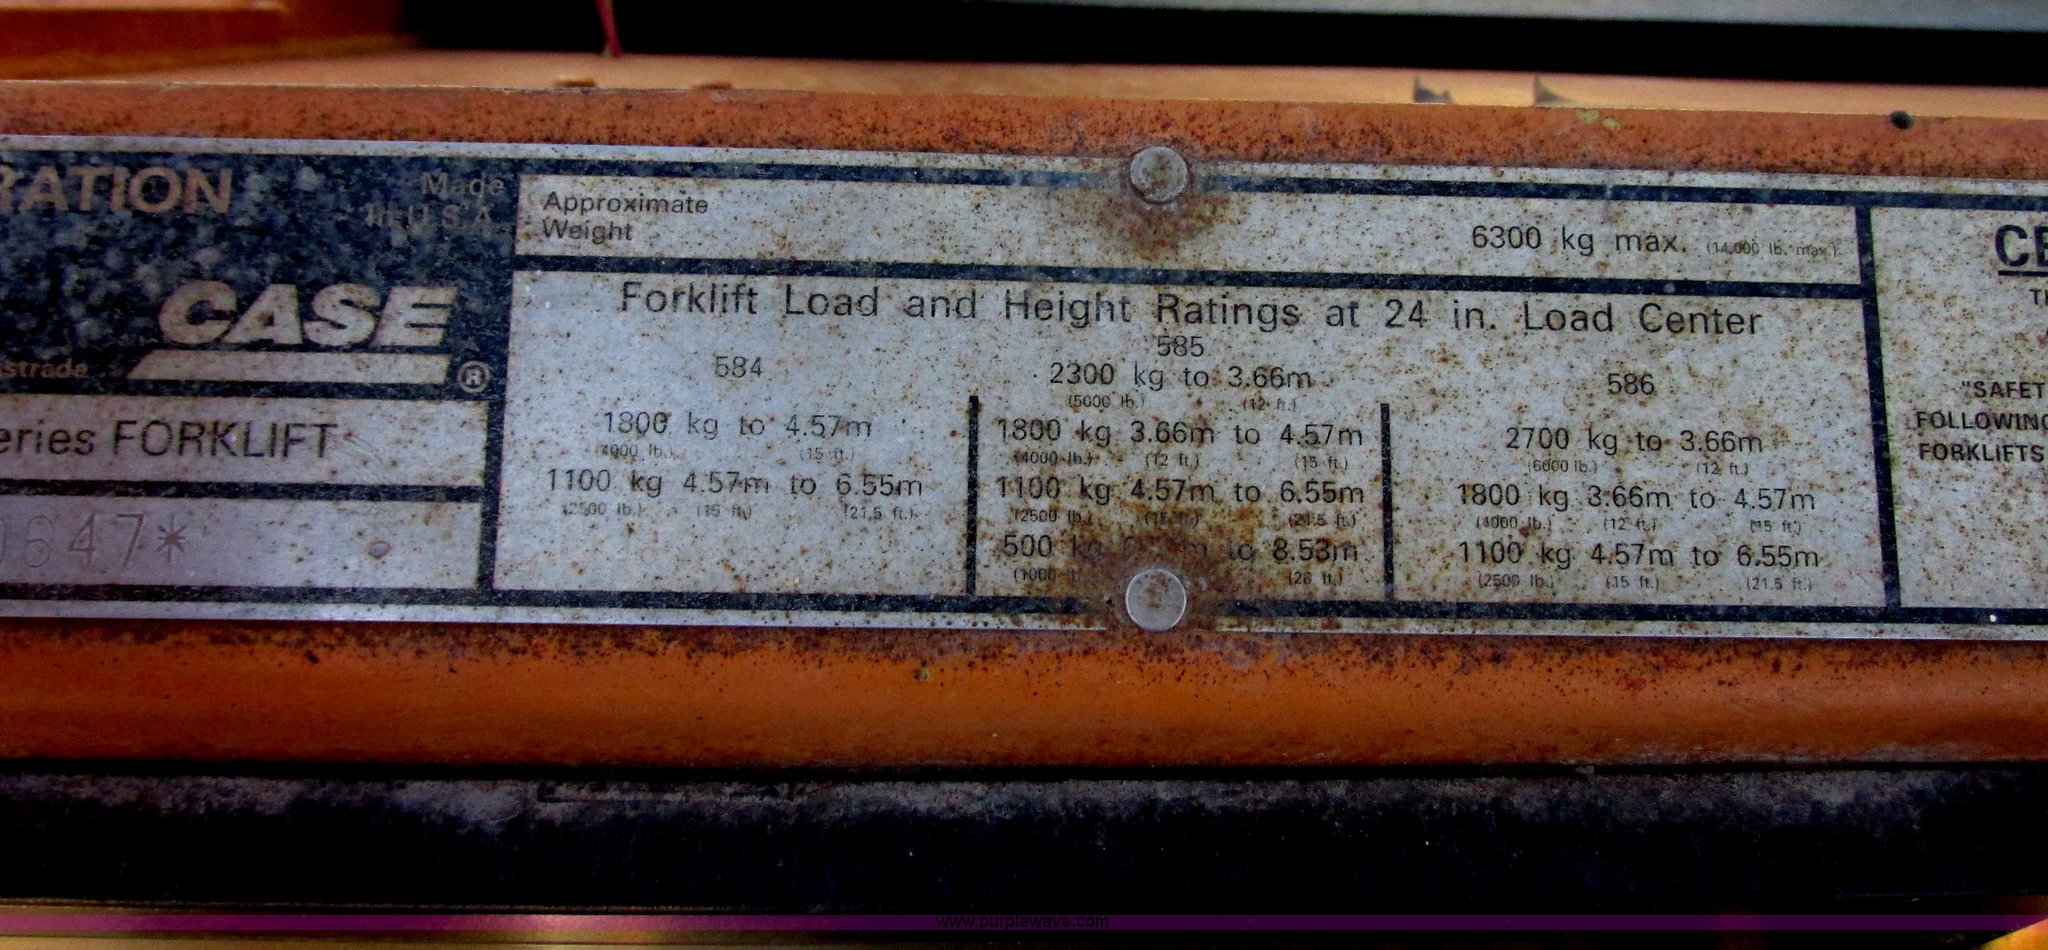 RATION
Made
In U.S.A.
CASE
®
eries FORKLIFT
0647*
Approximate
Weight
6300 kg max. (14,000 lb. max.)
Forklift Load and Height Ratings at 24 in. Load Center
584
1800 kg to 4.57m
(4000 lb.) (15 ft.)
1100 kg 4.57m to 6.55m
(2500 lb.) (15 ft.) (21.5 ft.)
585
2300 kg to 3.66m
(5000 lb.) (12 ft.)
1800 kg 3.66m to 4.57m
(4000 lb.) (12 ft.) (15 ft.)
1100 kg 4.57m to 6.55m
(2500 lb.) (15 ft.) (21.5 ft.)
500 kg to 8.53m
(1000 lb (28 ft.)
586
2700 kg to 3.66m
(6000 lb.) (12 ft.)
1800 kg 3.66m to 4.57m
(4000 lb.) (12 ft.) (15 ft.)
1100 kg 4.57m to 6.55m
(2500 lb.) (15 ft.) (21.5 ft.)
CE
"SAFET
FOLLOWING
FORKLIFTS
www.purplewave.com